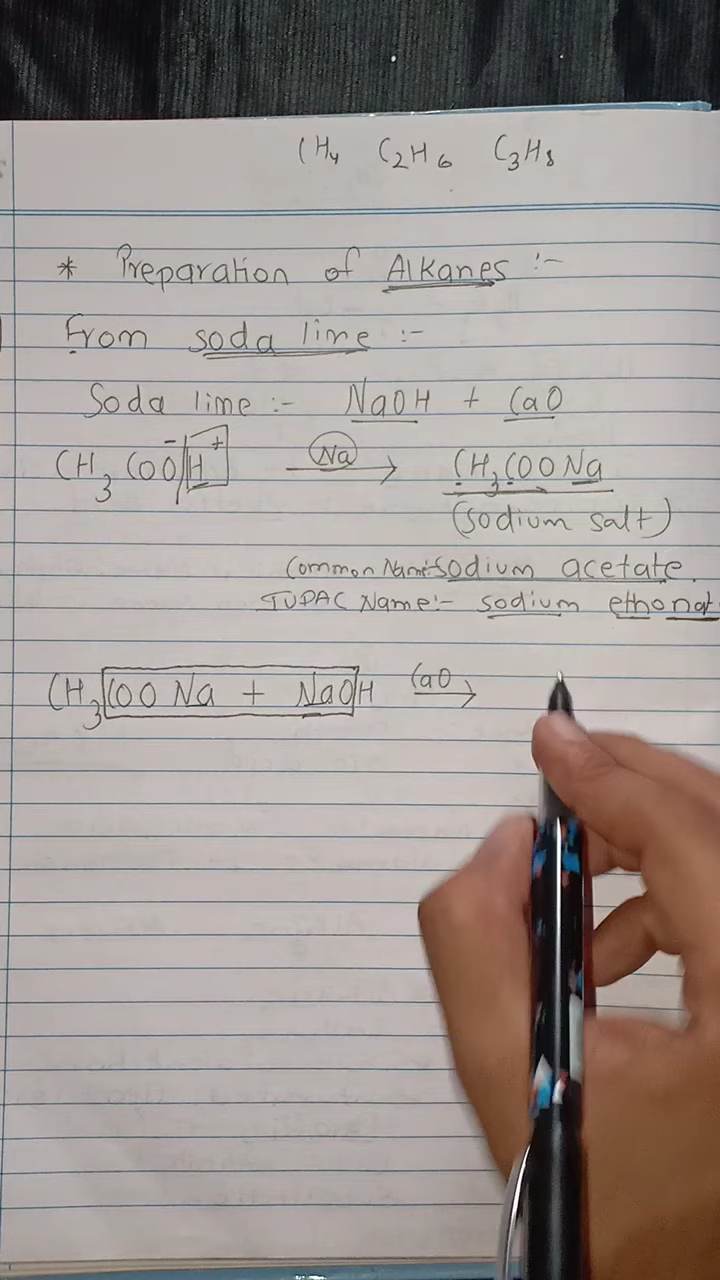 CH4 C2H6 C3H8
* Preparation of Alkanes :-
From soda lime :-
Soda lime :- NaOH + CaO
CH3COO⁻H⁺ —Na→ CH3COONa
(sodium salt)
Common Name:- sodium acetate.
IUPAC Name:- sodium ethonat
CH3COONa + NaOH —CaO→